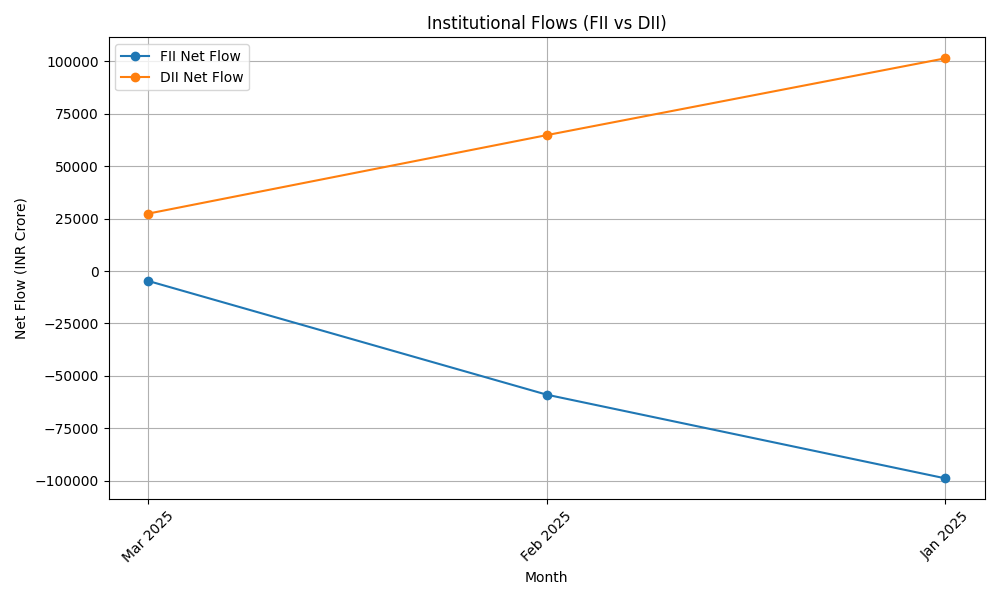 Institutional Flows (FII vs DII)
FII Net Flow
DII Net Flow
100000
75000
50000
25000
0
−25000
−50000
−75000
−100000
Net Flow (INR Crore)
Mar 2025
Feb 2025
Jan 2025
Month